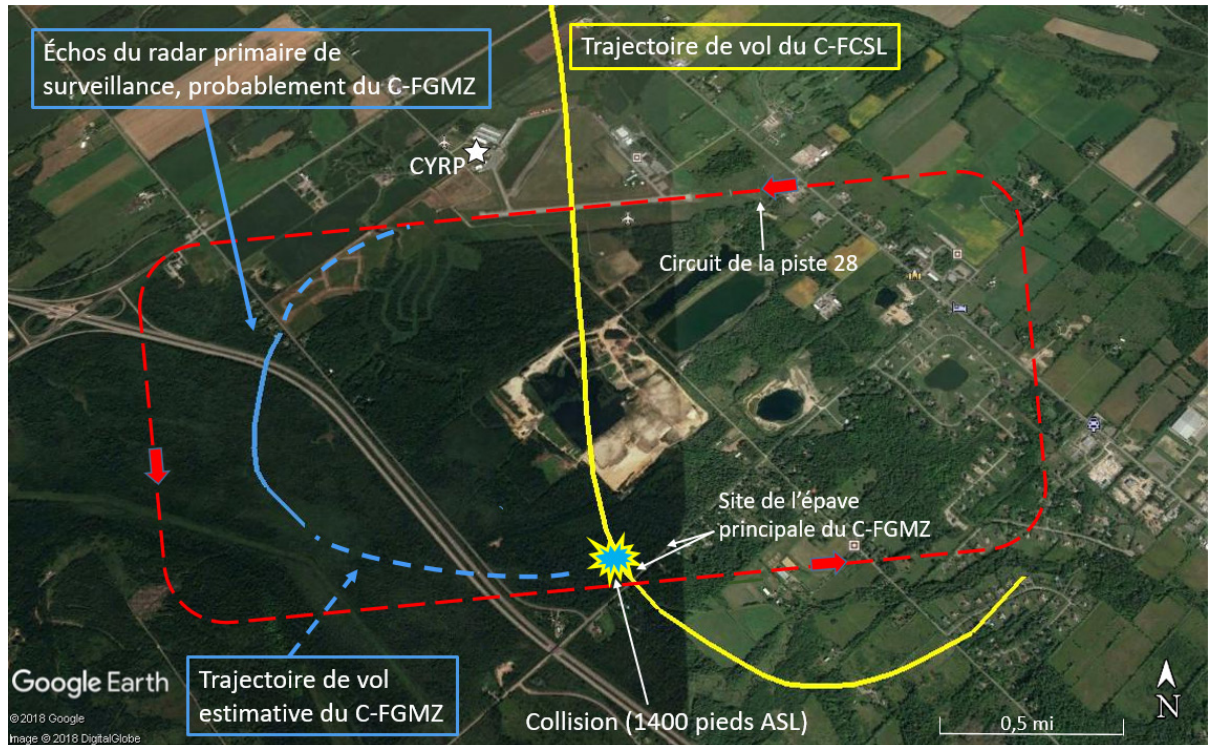 Échos du radar primaire de
surveillance, probablement du C-FGMZ
Trajectoire de vol du C-FCSL
CYRP
Circuit de la piste 28
Site de l'épave
principale du C-FGMZ
Trajectoire de vol
estimative du C-FGMZ
Collision (1400 pieds ASL)
Google Earth
© 2018 Google
Image © 2018 DigitalGlobe
0,5 mi
N